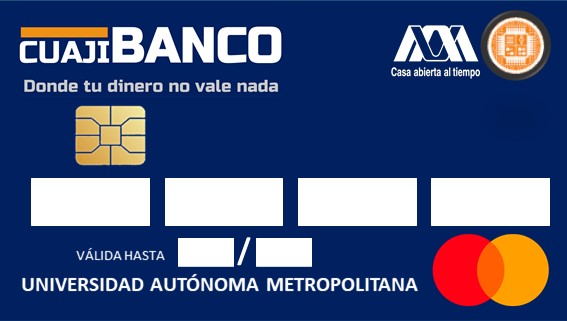 CUAJIBANCO
Donde tu dinero no vale nada
Casa abierta al tiempo
VÁLIDA HASTA /
UNIVERSIDAD AUTÓNOMA METROPOLITANA